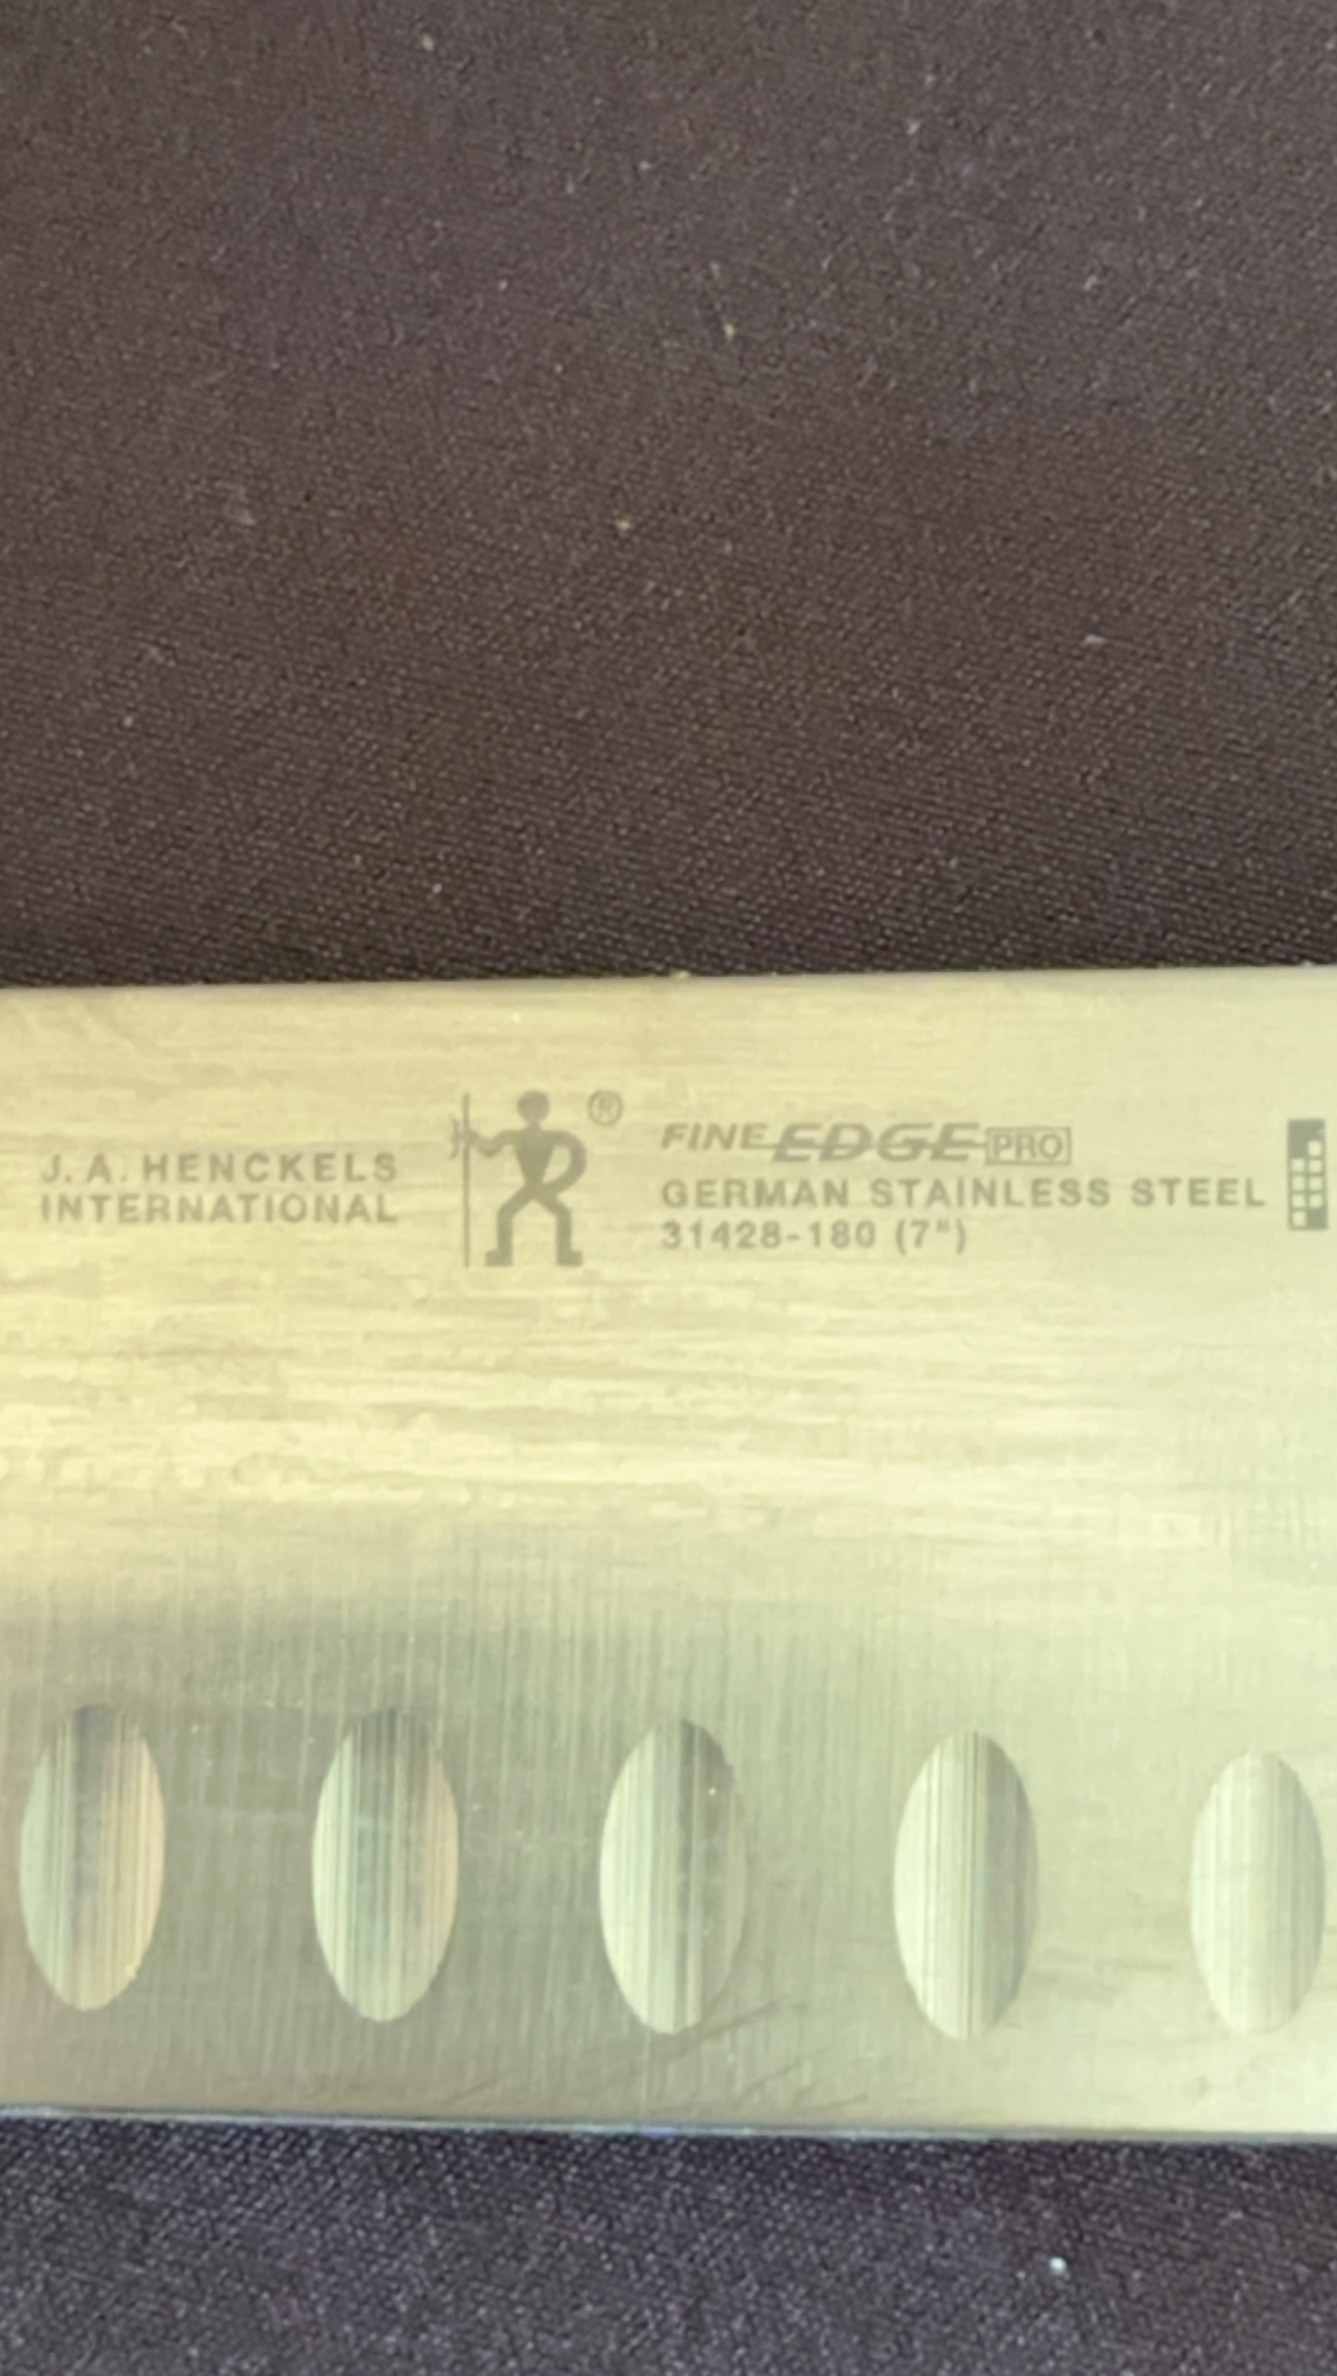 J.A. HENCKELS
INTERNATIONAL
®
FINE EDGE PRO
GERMAN STAINLESS STEEL
31428-180 (7")